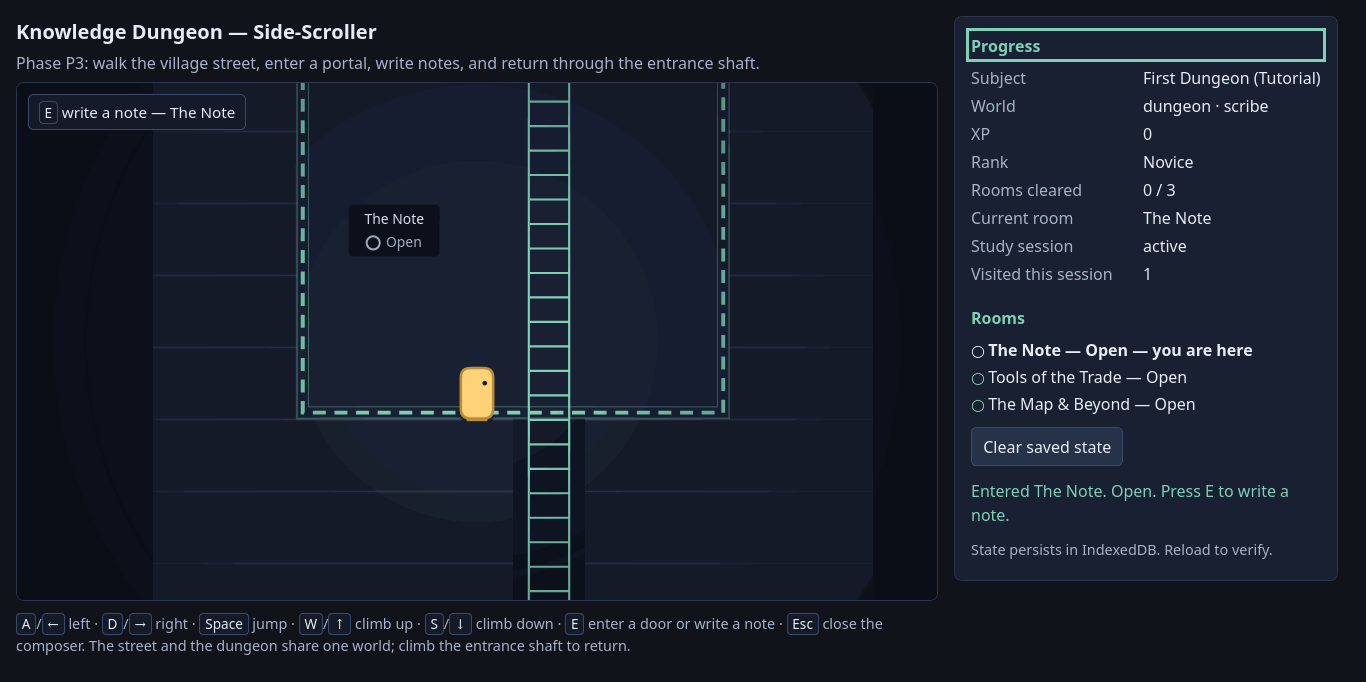 Knowledge Dungeon — Side-Scroller
Phase P3: walk the village street, enter a portal, write notes, and return through the entrance shaft.
E write a note — The Note
The Note
Open
A/← left · D/→ right · Space jump · W/↑ climb up · S/↓ climb down · E enter a door or write a note · Esc close the
composer. The street and the dungeon share one world; climb the entrance shaft to return.
Progress
Subject First Dungeon (Tutorial)
World dungeon · scribe
XP 0
Rank Novice
Rooms cleared 0 / 3
Current room The Note
Study session active
Visited this session 1
Rooms
○ The Note — Open — you are here
○ Tools of the Trade — Open
○ The Map & Beyond — Open
Clear saved state
Entered The Note. Open. Press E to write a
note.
State persists in IndexedDB. Reload to verify.